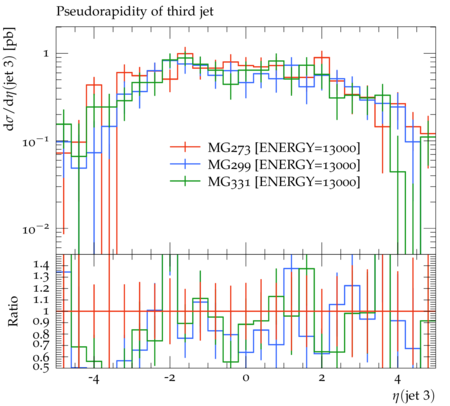 Pseudorapidity of third jet
dσ/dη(jet 3) [pb]
1
10⁻¹
10⁻²
MG273 [ENERGY=13000]
MG299 [ENERGY=13000]
MG331 [ENERGY=13000]
Ratio
1.4
1.3
1.2
1.1
1
0.9
0.8
0.7
0.6
0.5
-4 -2 0 2 4
η(jet 3)